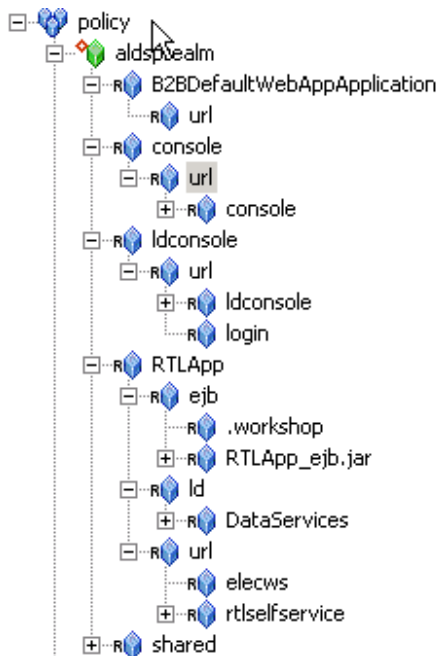 policy
aldsprealm
R B2BDefaultWebAppApplication
R url
R console
R url
R console
R ldconsole
R url
R ldconsole
R login
R RTLApp
R ejb
R .workshop
R RTLApp_ejb.jar
R ld
R DataServices
R url
R elecws
R rtlselfservice
R shared